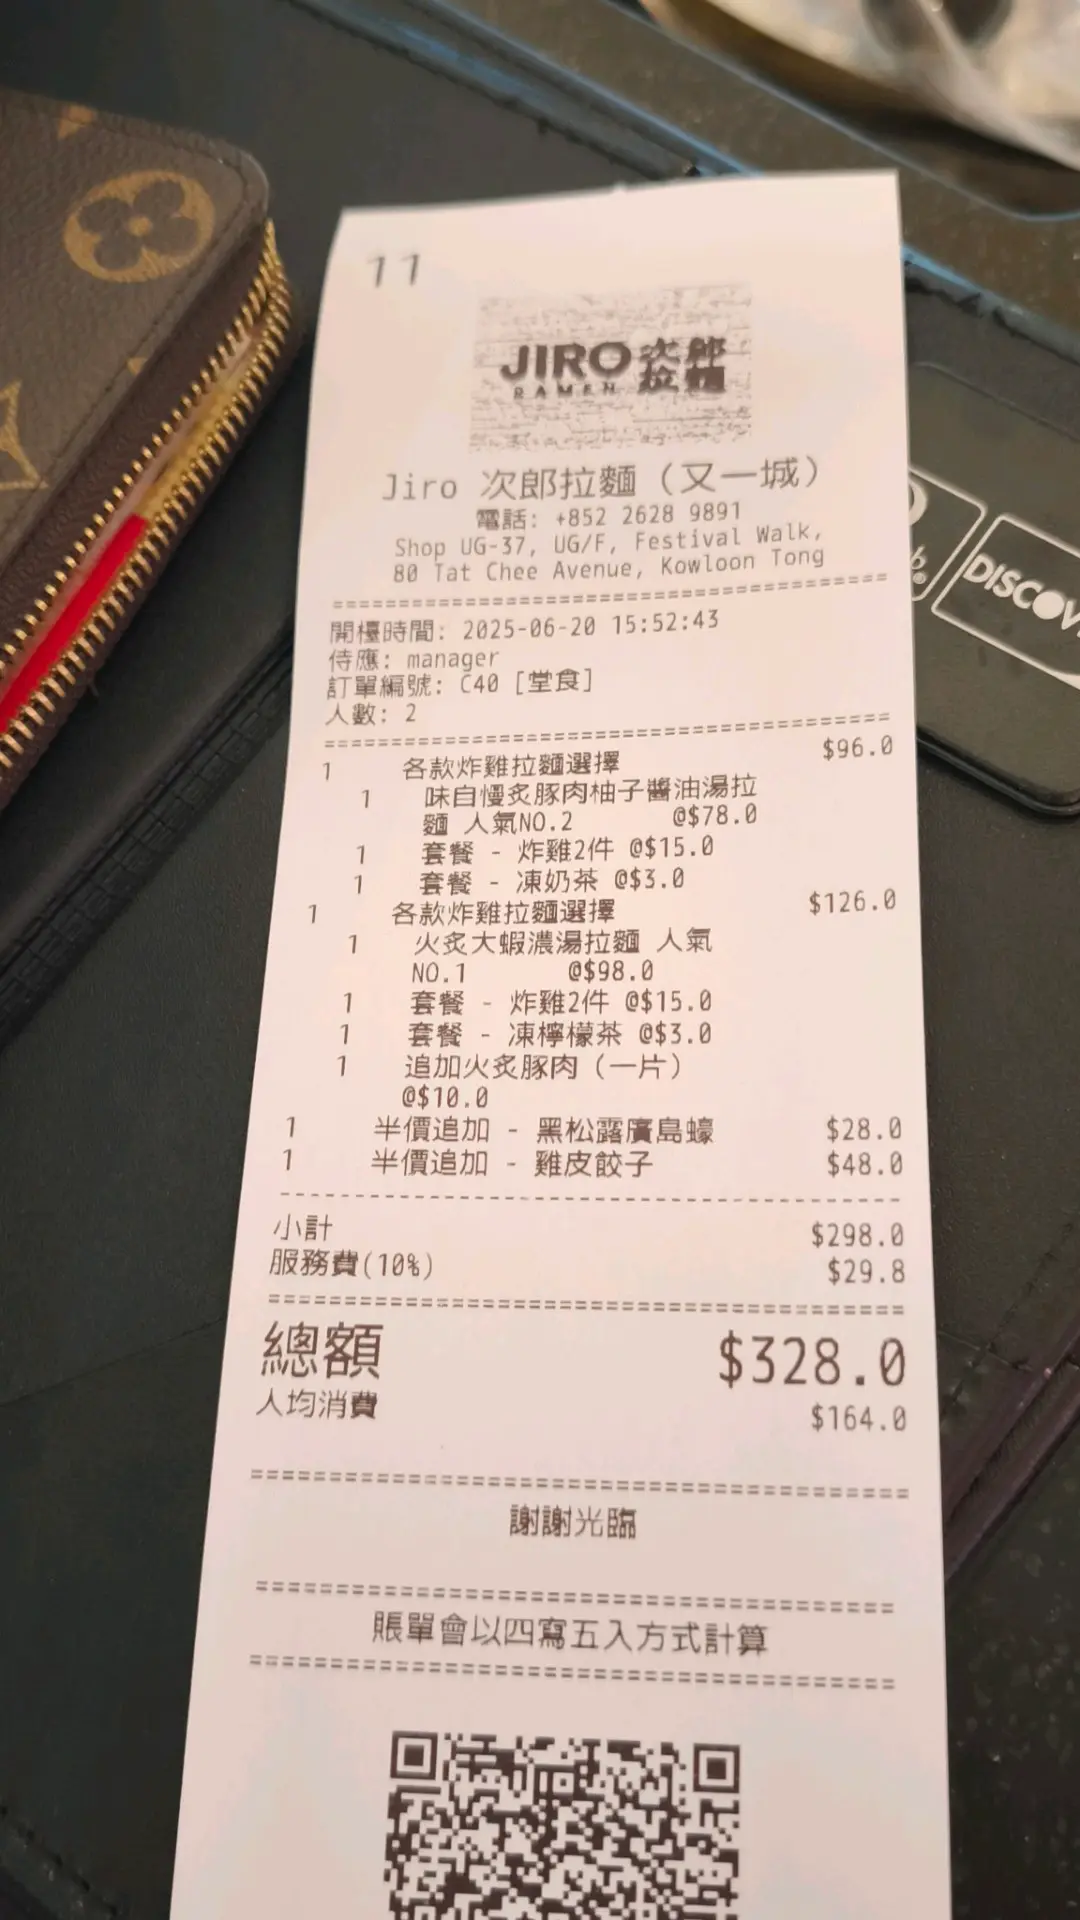 11
JIRO 次郎
RAMEN 拉麵
Jiro 次郎拉麵 (又一城)
電話: +852 2628 9891
Shop UG-37, UG/F, Festival Walk,
80 Tat Chee Avenue, Kowloon Tong
開檯時間: 2025-06-20 15:52:43
侍應: manager
訂單編號: C40 [堂食]
人數: 2
1 各款炸雞拉麵選擇 $96.0
1 味自慢炙豚肉柚子醬油湯拉
麵 人氣NO.2 @$78.0
1 套餐 - 炸雞2件 @$15.0
1 套餐 - 凍奶茶 @$3.0
1 各款炸雞拉麵選擇 $126.0
1 火炙大蝦濃湯拉麵 人氣
NO.1 @$98.0
1 套餐 - 炸雞2件 @$15.0
1 套餐 - 凍檸檬茶 @$3.0
1 追加火炙豚肉 (一片)
@$10.0
1 半價追加 - 黑松露廣島蠔 $28.0
1 半價追加 - 雞皮餃子 $48.0
小計 $298.0
服務費(10%) $29.8
總額 $328.0
人均消費 $164.0
謝謝光臨
賬單會以四寫五入方式計算
DISCOV